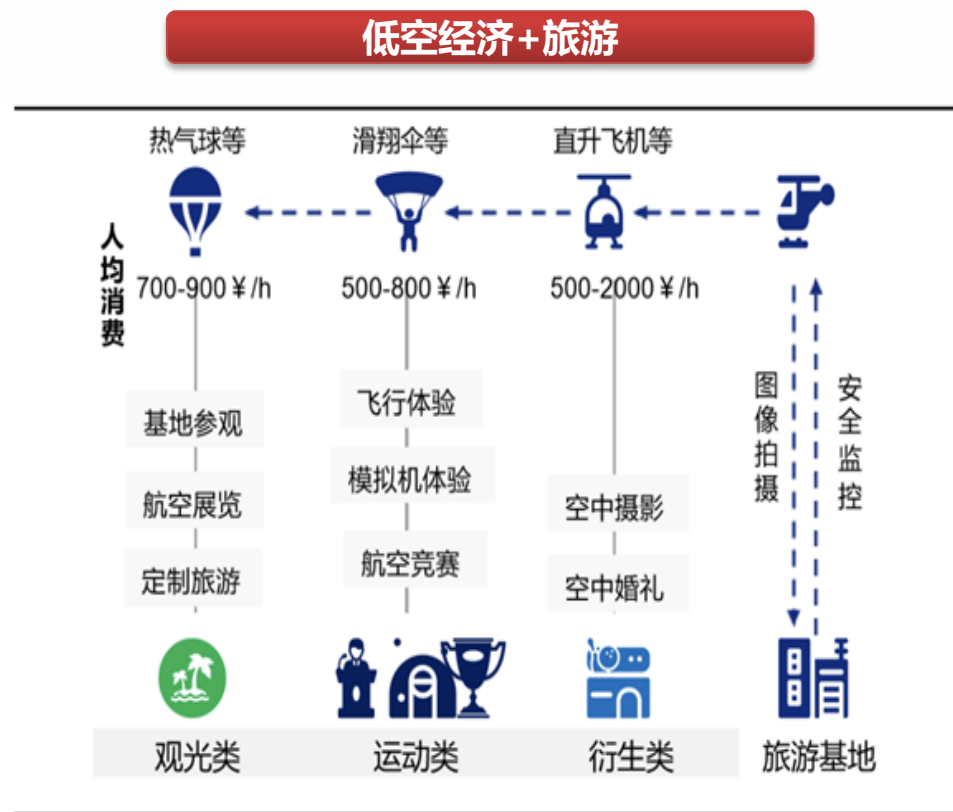 低空经济+旅游
热气球等
滑翔伞等
直升飞机等
人均消费
700-900￥/h
500-800￥/h
500-2000￥/h
基地参观
航空展览
定制旅游
飞行体验
模拟机体验
航空竞赛
空中摄影
空中婚礼
图像拍摄
安全监控
观光类
运动类
衍生类
旅游基地